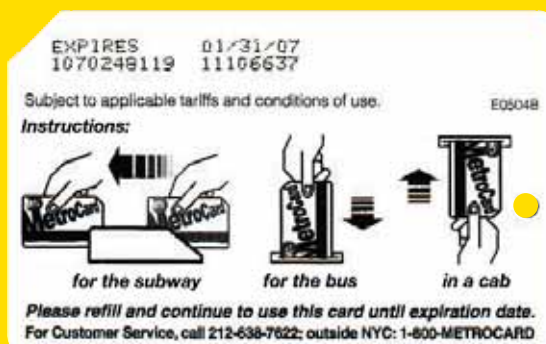 EXPIRES 01/31/07
1070248119 11106637
Subject to applicable tariffs and conditions of use.
E0504B
Instructions:
MetroCard MetroCard MetroCard MetroCard
for the subway for the bus in a cab
Please refill and continue to use this card until expiration date.
For Customer Service, call 212-638-7622; outside NYC: 1-800-METROCARD